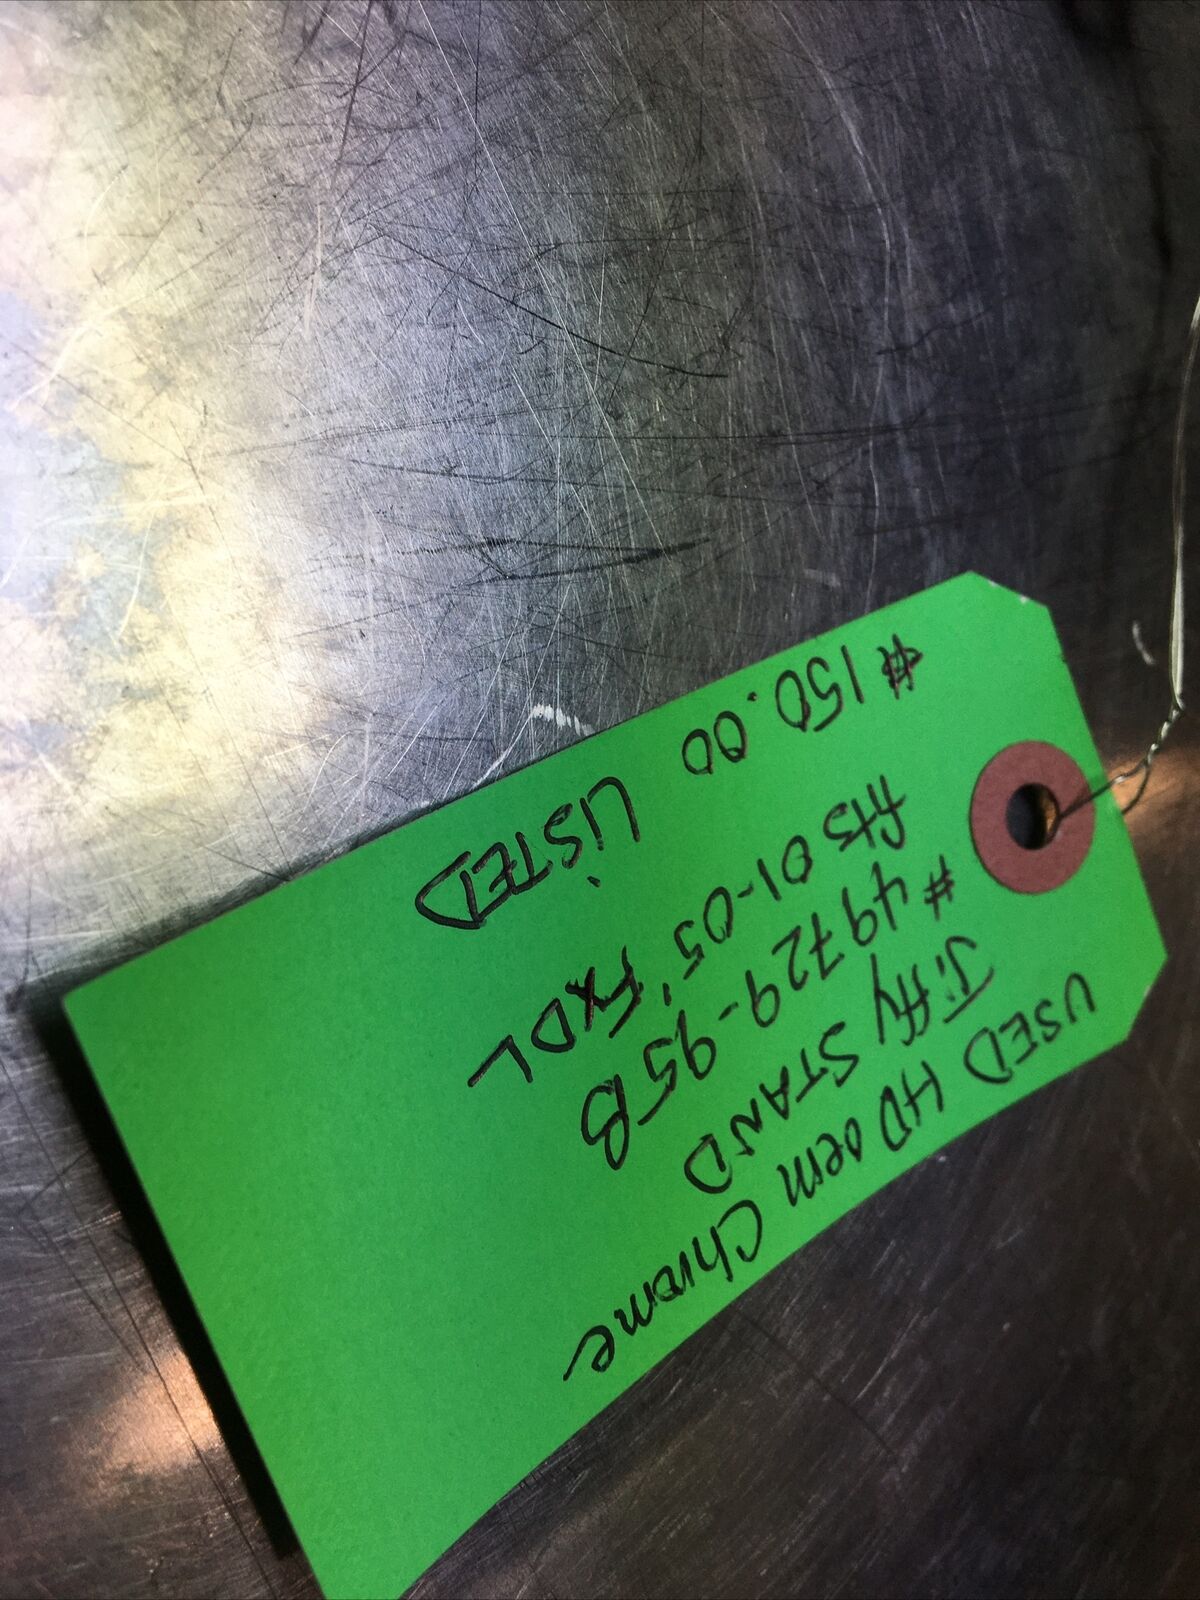 USED HD oem Chrome
Jiffy STAND
# 49729-95B
fits 01-05' FXDL
$150.00 LISTED